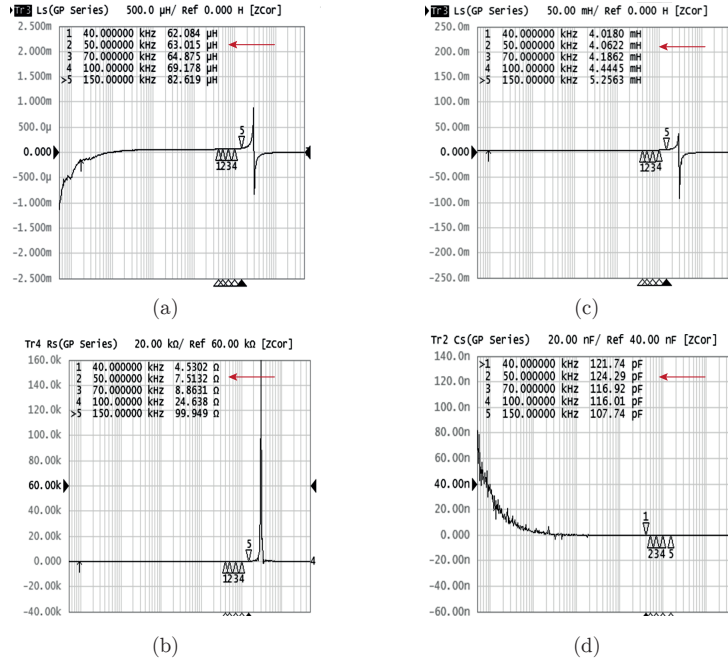 Tr3 Ls(GP Series) 500.0 µH/ Ref 0.000 H [ZCor]
2.500m
2.000m
1.500m
1.000m
500.0µ
0.000
-500.0µ
-1.000m
-1.500m
-2.000m
-2.500m
1 40.000000 kHz 62.084 µH
2 50.000000 kHz 63.015 µH
3 70.000000 kHz 64.875 µH
4 100.00000 kHz 69.178 µH
>5 150.00000 kHz 82.619 µH
5
1234
(a)
Tr3 Ls(GP Series) 50.00 mH/ Ref 0.000 H [ZCor]
250.0m
200.0m
150.0m
100.0m
50.00m
0.000
-50.00m
-100.0m
-150.0m
-200.0m
-250.0m
1 40.000000 kHz 4.0180 mH
2 50.000000 kHz 4.0622 mH
3 70.000000 kHz 4.1862 mH
4 100.00000 kHz 4.4445 mH
>5 150.00000 kHz 5.2563 mH
5
1234
(c)
Tr4 Rs(GP Series) 20.00 kΩ/ Ref 60.00 kΩ [ZCor]
160.0k
140.0k
120.0k
100.0k
80.00k
60.00k
40.00k
20.00k
0.000
-20.00k
-40.00k
1 40.000000 kHz 4.5302 Ω
2 50.000000 kHz 7.5132 Ω
3 70.000000 kHz 8.8631 Ω
4 100.00000 kHz 24.638 Ω
>5 150.00000 kHz 99.949 Ω
5
1234
4
(b)
Tr2 Cs(GP Series) 20.00 nF/ Ref 40.00 nF [ZCor]
140.0n
120.0n
100.0n
80.00n
60.00n
40.00n
20.00n
0.000
-20.00n
-40.00n
-60.00n
>1 40.000000 kHz 121.74 pF
2 50.000000 kHz 124.29 pF
3 70.000000 kHz 116.92 pF
4 100.00000 kHz 116.01 pF
5 150.00000 kHz 107.74 pF
1
234 5
(d)